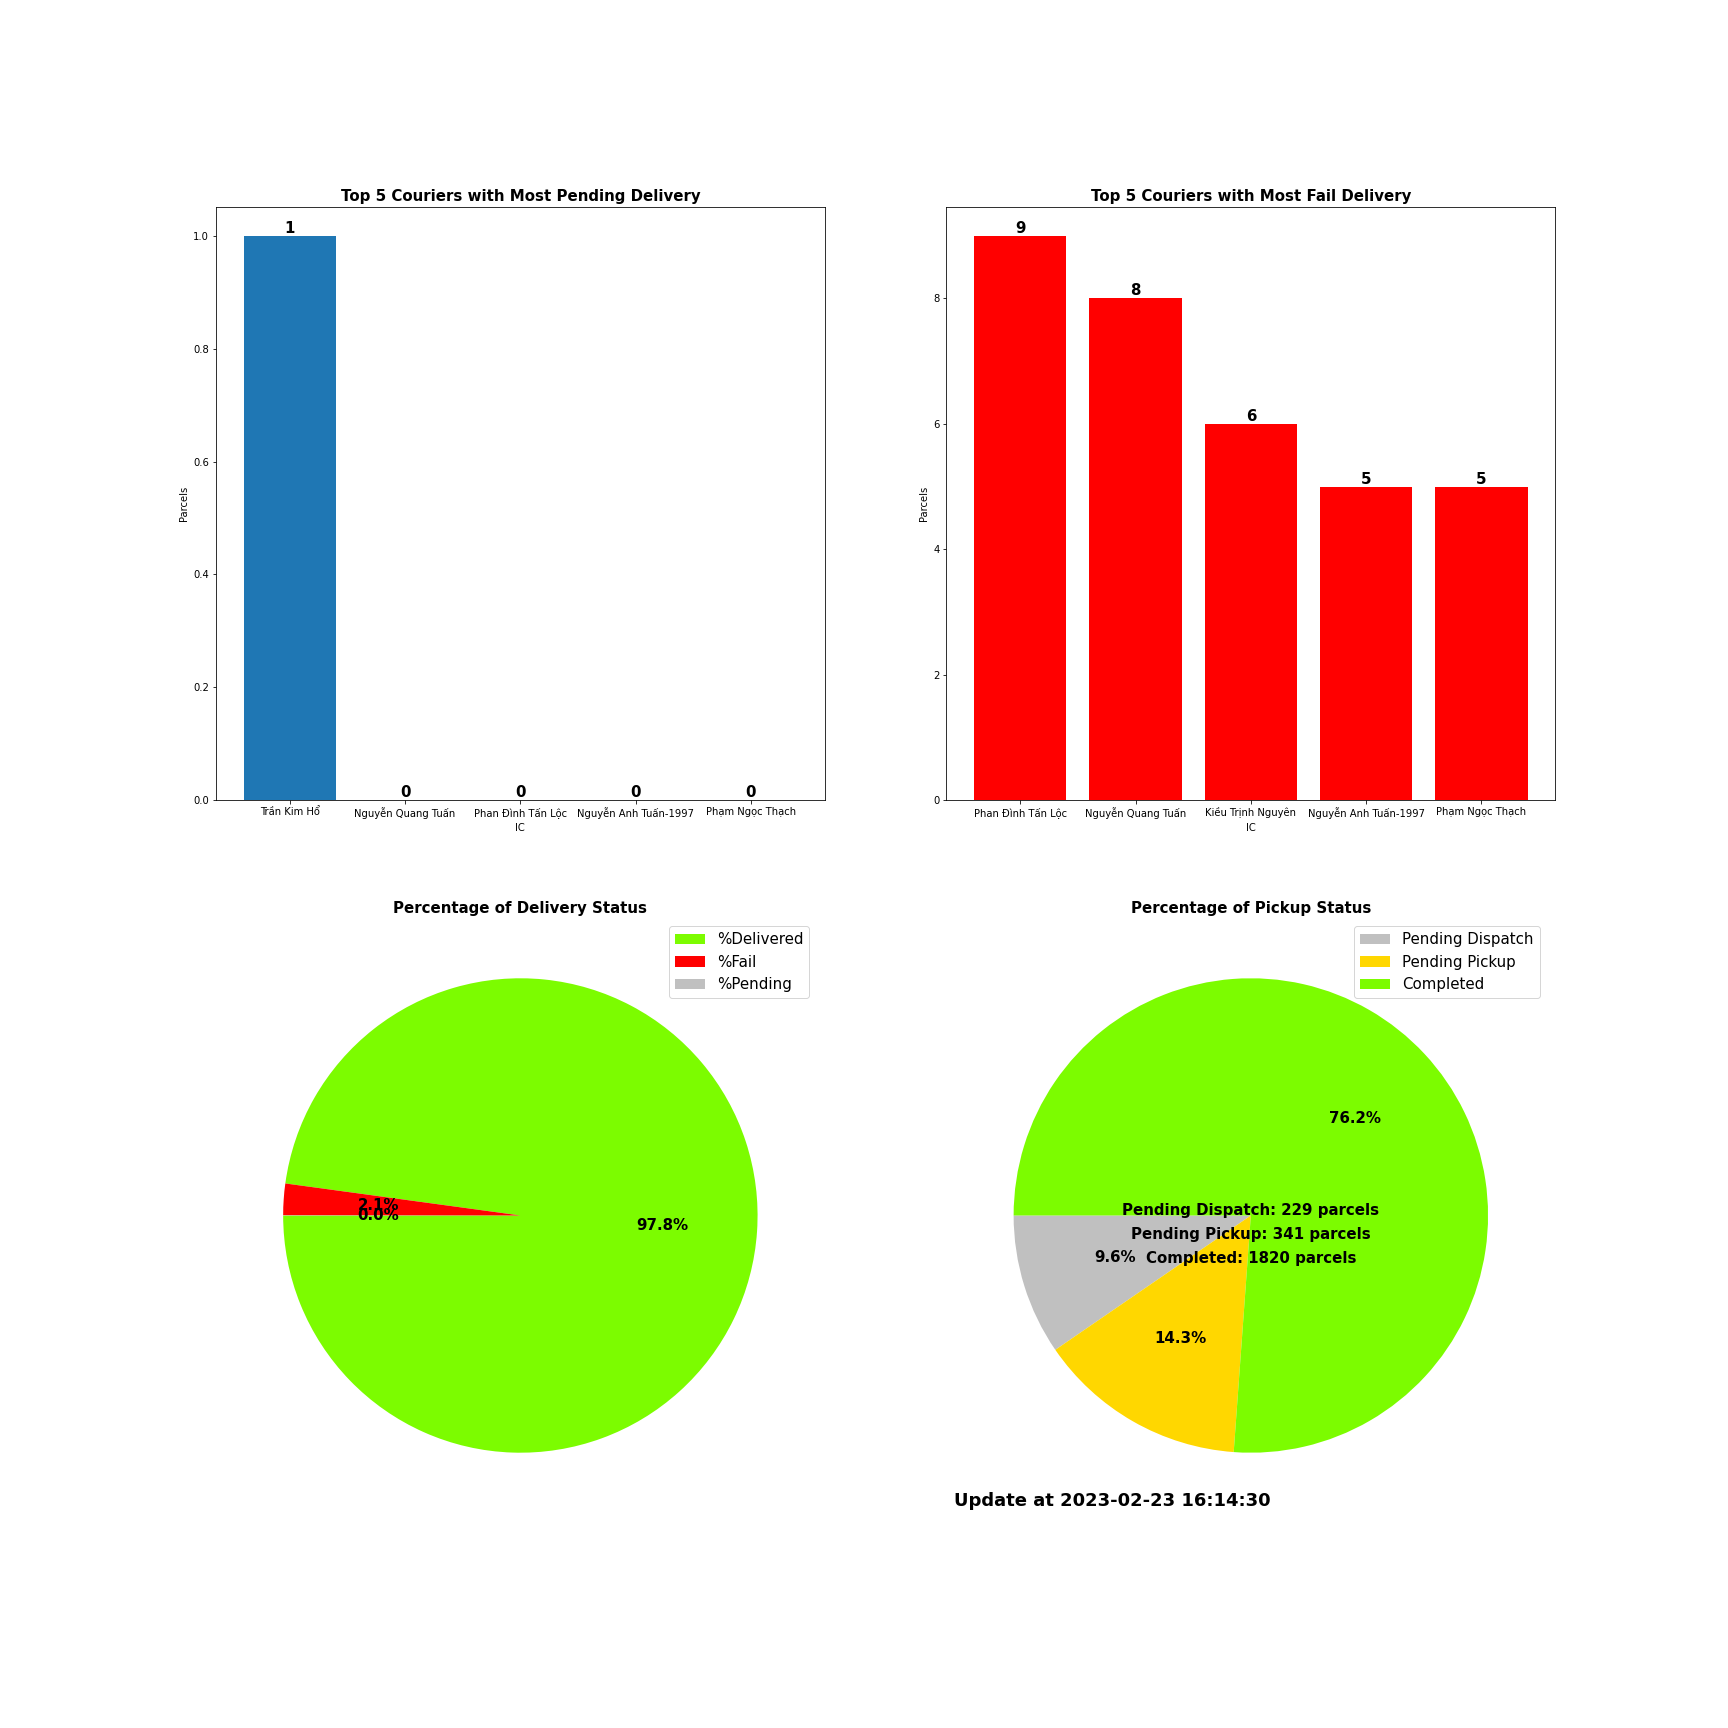 Top 5 Couriers with Most Pending Delivery
1
1.0
0.8
0.6
0.4
0.2
0.0
Parcels
0
0
0
0
Trần Kim Hổ
Nguyễn Quang Tuấn
Phan Đình Tấn Lộc
Nguyễn Anh Tuấn-1997
Phạm Ngọc Thạch
IC
Top 5 Couriers with Most Fail Delivery
9
8
6
5
5
8
6
4
2
0
Parcels
Phan Đình Tấn Lộc
Nguyễn Quang Tuấn
Kiều Trịnh Nguyên
Nguyễn Anh Tuấn-1997
Phạm Ngọc Thạch
IC
Percentage of Delivery Status
%Delivered
%Fail
%Pending
2.1%
0.0%
97.8%
Percentage of Pickup Status
Pending Dispatch
Pending Pickup
Completed
76.2%
Pending Dispatch: 229 parcels
Pending Pickup: 341 parcels
Completed: 1820 parcels
9.6%
14.3%
Update at 2023-02-23 16:14:30